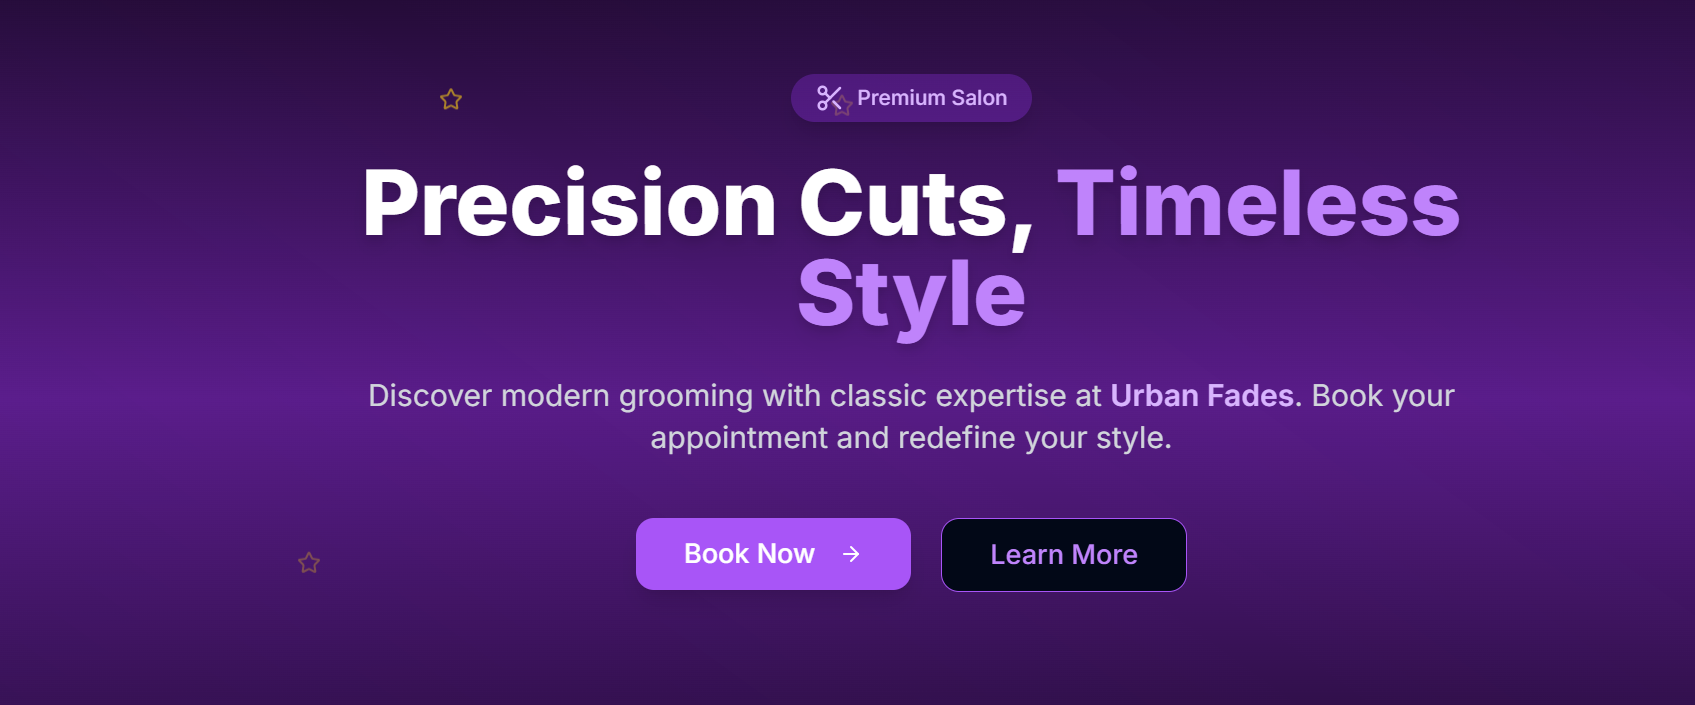 Premium Salon
Precision Cuts, Timeless
Style
Discover modern grooming with classic expertise at Urban Fades. Book your
appointment and redefine your style.
Book Now
Learn More